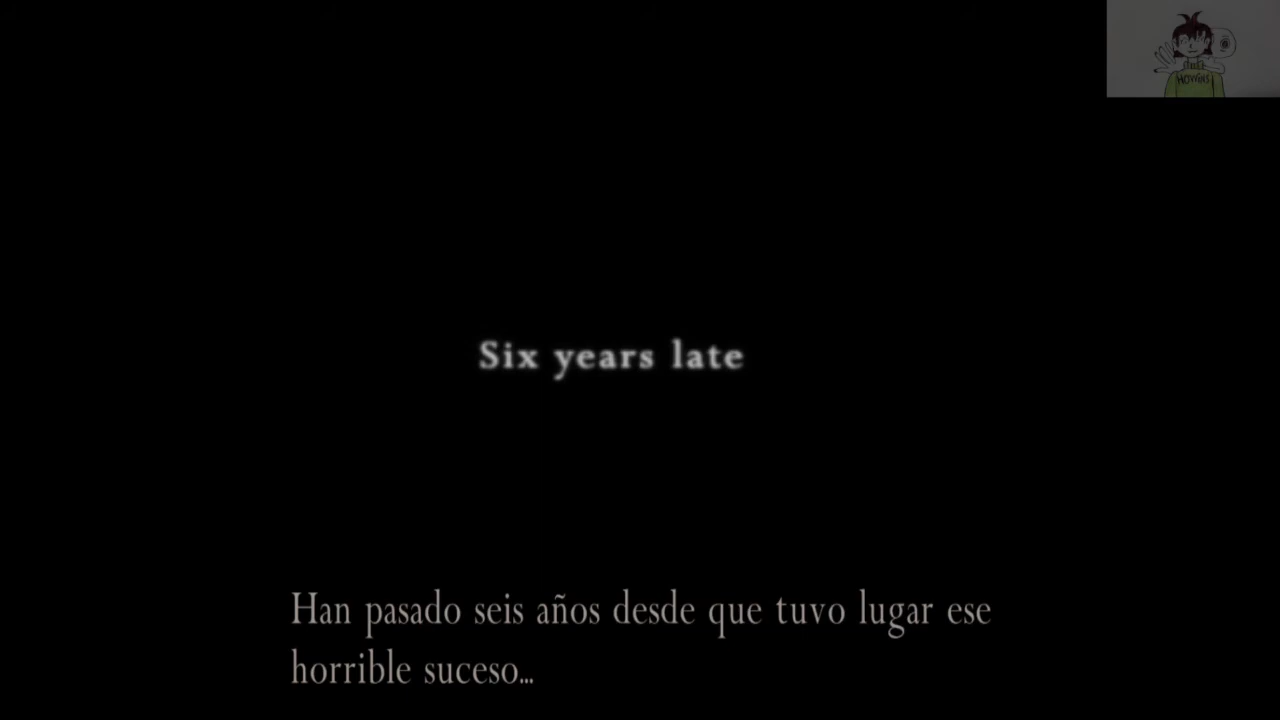 Six years late
Han pasado seis años desde que tuvo lugar ese
horrible suceso...